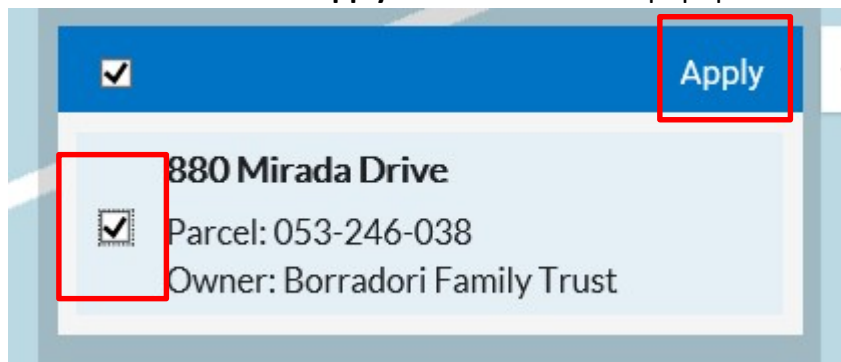 Apply
880 Mirada Drive
Parcel: 053-246-038
Owner: Borradori Family Trust